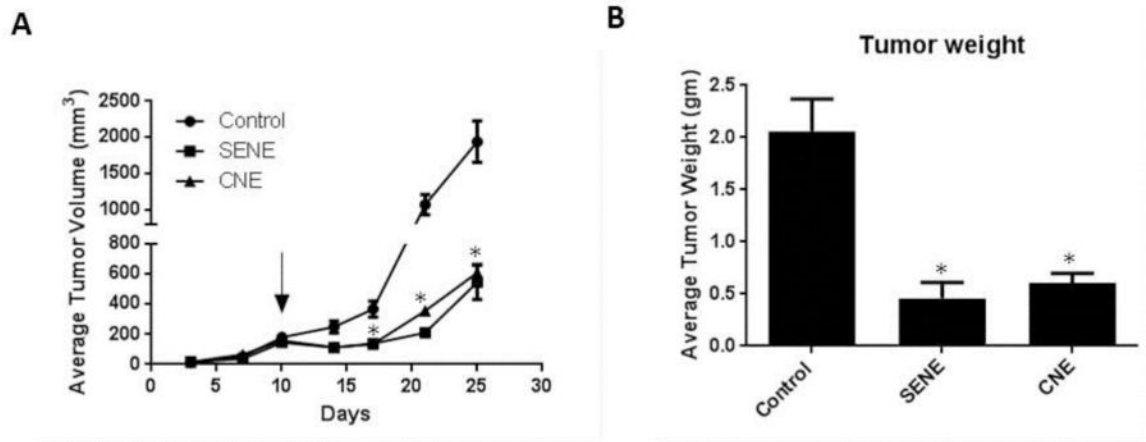 A
Average Tumor Volume (mm3)
2500
2000
1500
1000
800
600
400
200
0
Control
SENE
CNE
*
*
*
0 5 10 15 20 25 30
Days
B
Tumor weight
Average Tumor Weight (gm)
2.5
2.0
1.5
1.0
0.5
0.0
*
*
Control SENE CNE